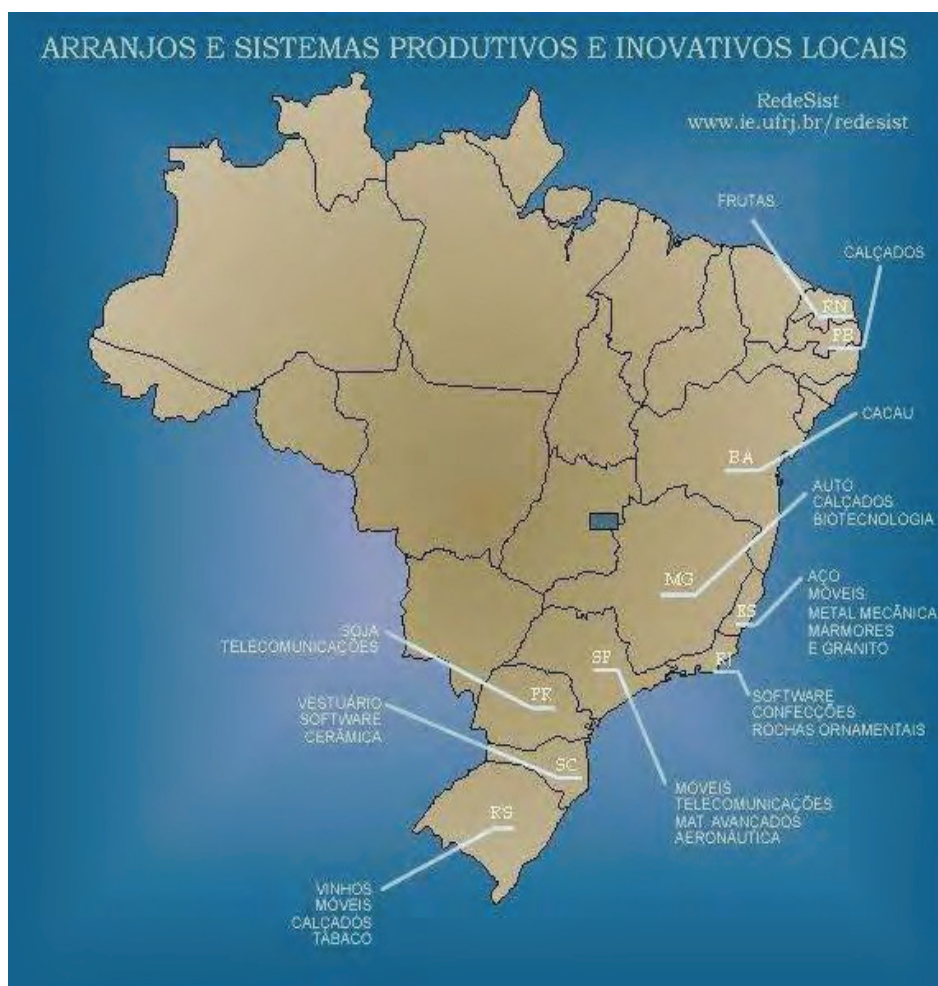 ARRANJOS E SISTEMAS PRODUTIVOS E INOVATIVOS LOCAIS
RedeSist
www.ie.ufrj.br/redesist
FRUTAS
CALÇADOS
RN
PB
CACAU
BA
AUTO
CALÇADOS
BIOTECNOLOGIA
MG
AÇO
MÓVEIS
METAL MECÂNICA
MARMORES
E GRANITO
ES
SOJA
TELECOMUNICAÇÕES
SP
RJ
PR
SOFTWARE
CONFECÇÕES
ROCHAS ORNAMENTAIS
VESTUÁRIO
SOFTWARE
CERÂMICA
SC
MÓVEIS
TELECOMUNICAÇÕES
MAT. AVANCADOS
AERONÁUTICA
RS
VINHOS
MÓVEIS
CALÇADOS
TABACO